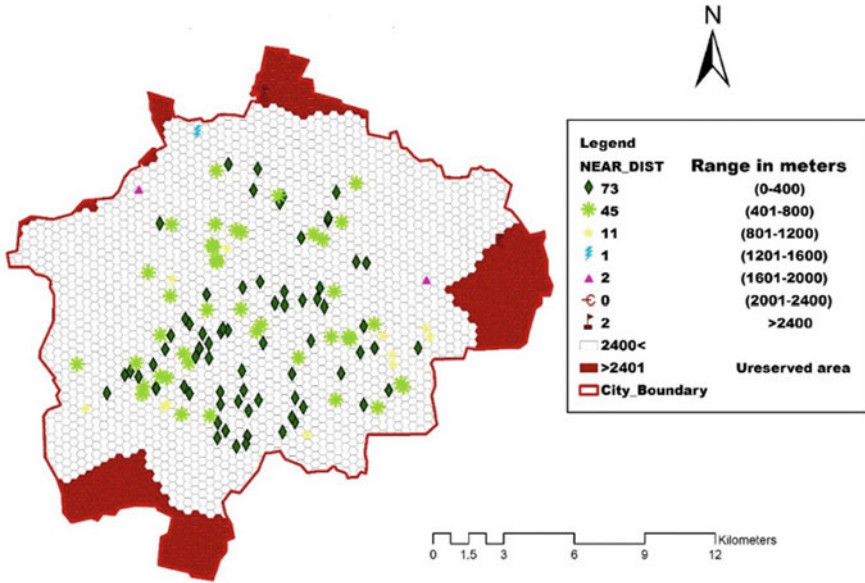 N
Legend
NEAR_DIST Range in meters
73 (0-400)
45 (401-800)
11 (801-1200)
1 (1201-1600)
2 (1601-2000)
0 (2001-2400)
2 >2400
2400<
>2401 Ureserved area
City_Boundary
Kilometers
0 1.5 3 6 9 12